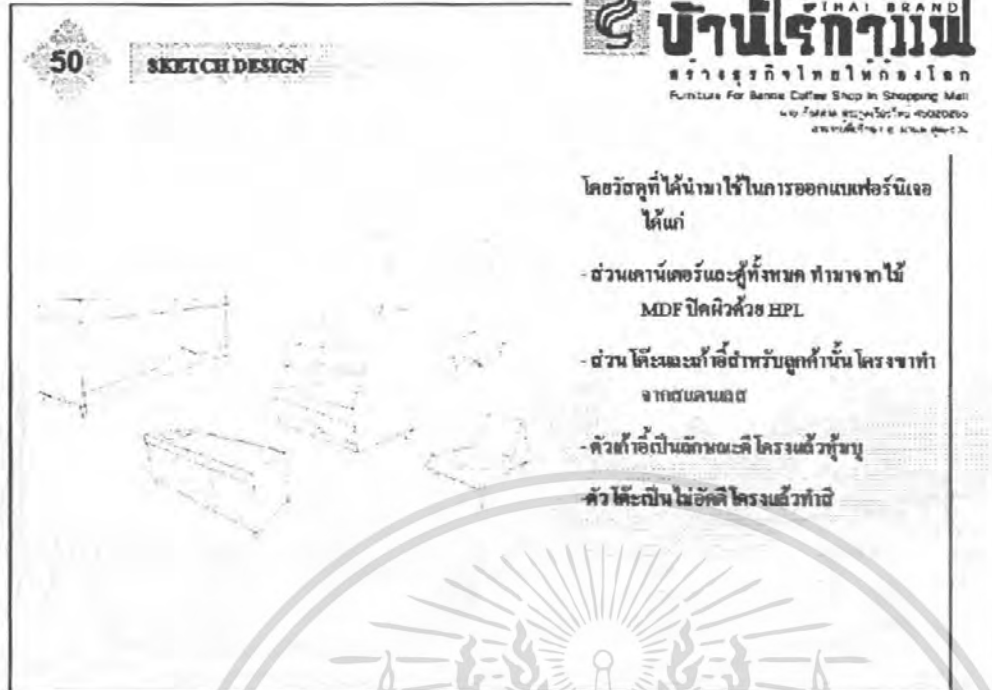 50
SKETCH DESIGN
THAI BRAND
บ้านไร่กาแฟ
สร้างธุรกิจไทยให้ก้องโลก
Furniture For Banrie Coffee Shop In Shopping Mall
โดยวัสดุที่ได้นำมาใช้ในการออกแบบเฟอร์นิเจอ
ได้แก่
- ส่วนเคาน์เตอร์และตู้ทั้งหมด ทำมาจากไม้
MDF ปิดผิวด้วย HPL
- ส่วนโต๊ะและเก้าอี้สำหรับลูกค้านั้น โครงขาทำ
จากสแตนเลส
- ตัวเก้าอี้เป็นลักษณะตีโครงแล้วหุ้มบุ
-ตัวโต๊ะเป็นไม้อัดตีโครงแล้วทำสี